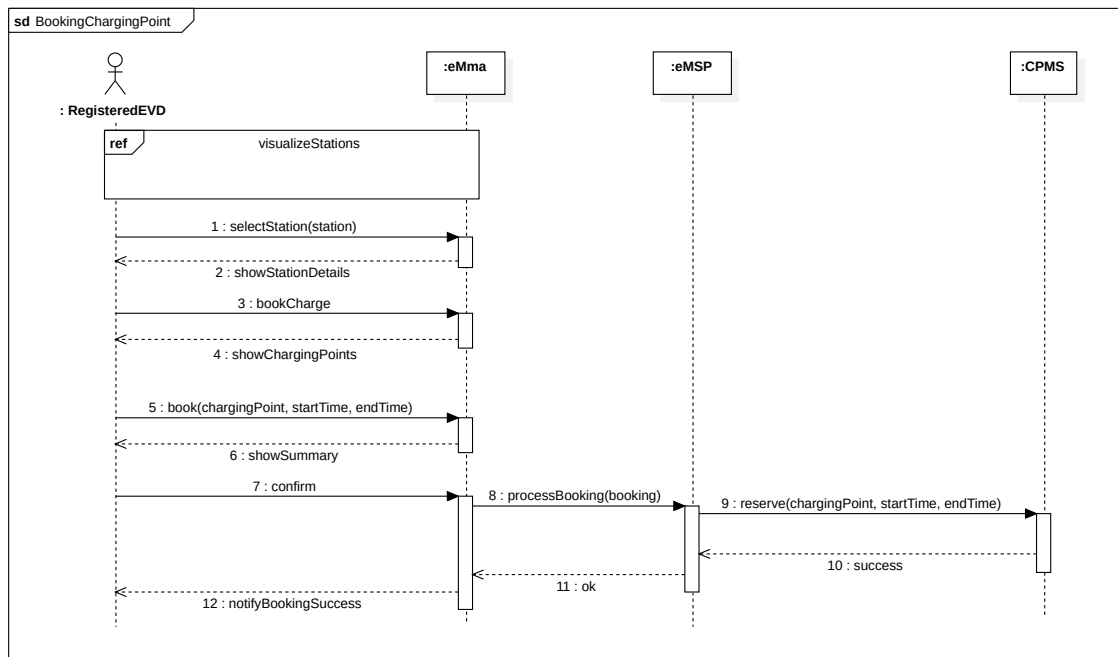 sd BookingChargingPoint
:eMma
:eMSP
:CPMS
: RegisteredEVD
ref
visualizeStations
1 : selectStation(station)
2 : showStationDetails
3 : bookCharge
4 : showChargingPoints
5 : book(chargingPoint, startTime, endTime)
6 : showSummary
7 : confirm
8 : processBooking(booking)
9 : reserve(chargingPoint, startTime, endTime)
10 : success
11 : ok
12 : notifyBookingSuccess